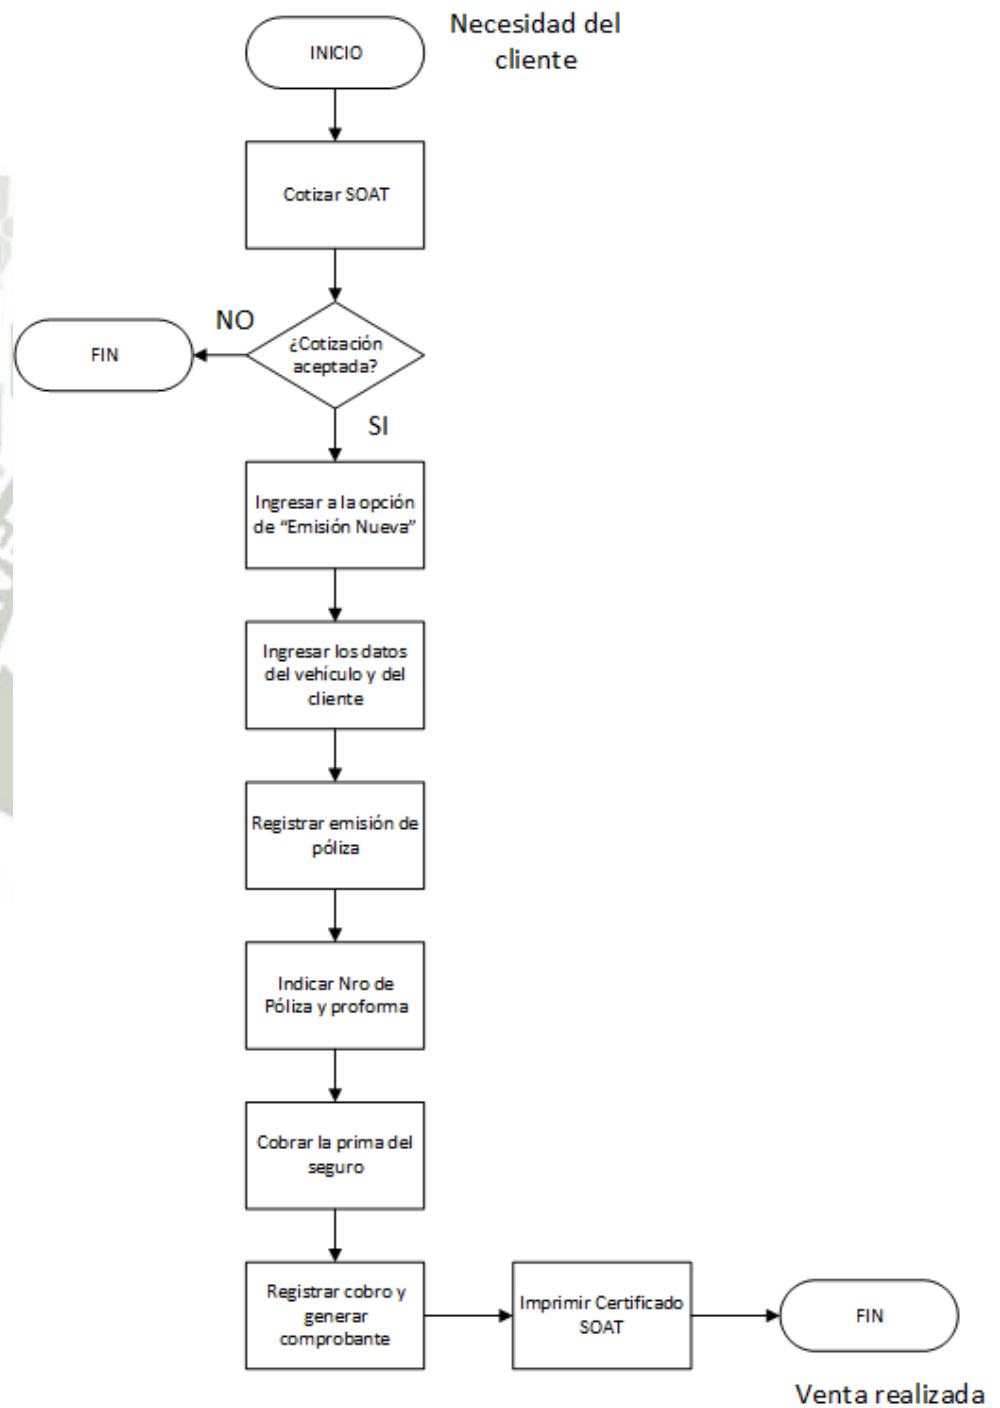 Necesidad del
cliente
INICIO
Cotizar SOAT
NO
¿Cotización
aceptada?
FIN
SI
Ingresar a la opción
de “Emisión Nueva”
Ingresar los datos
del vehículo y del
cliente
Registrar emisión de
póliza
Indicar Nro de
Póliza y proforma
Cobrar la prima del
seguro
Registrar cobro y
generar
comprobante
Imprimir Certificado
SOAT
FIN
Venta realizada